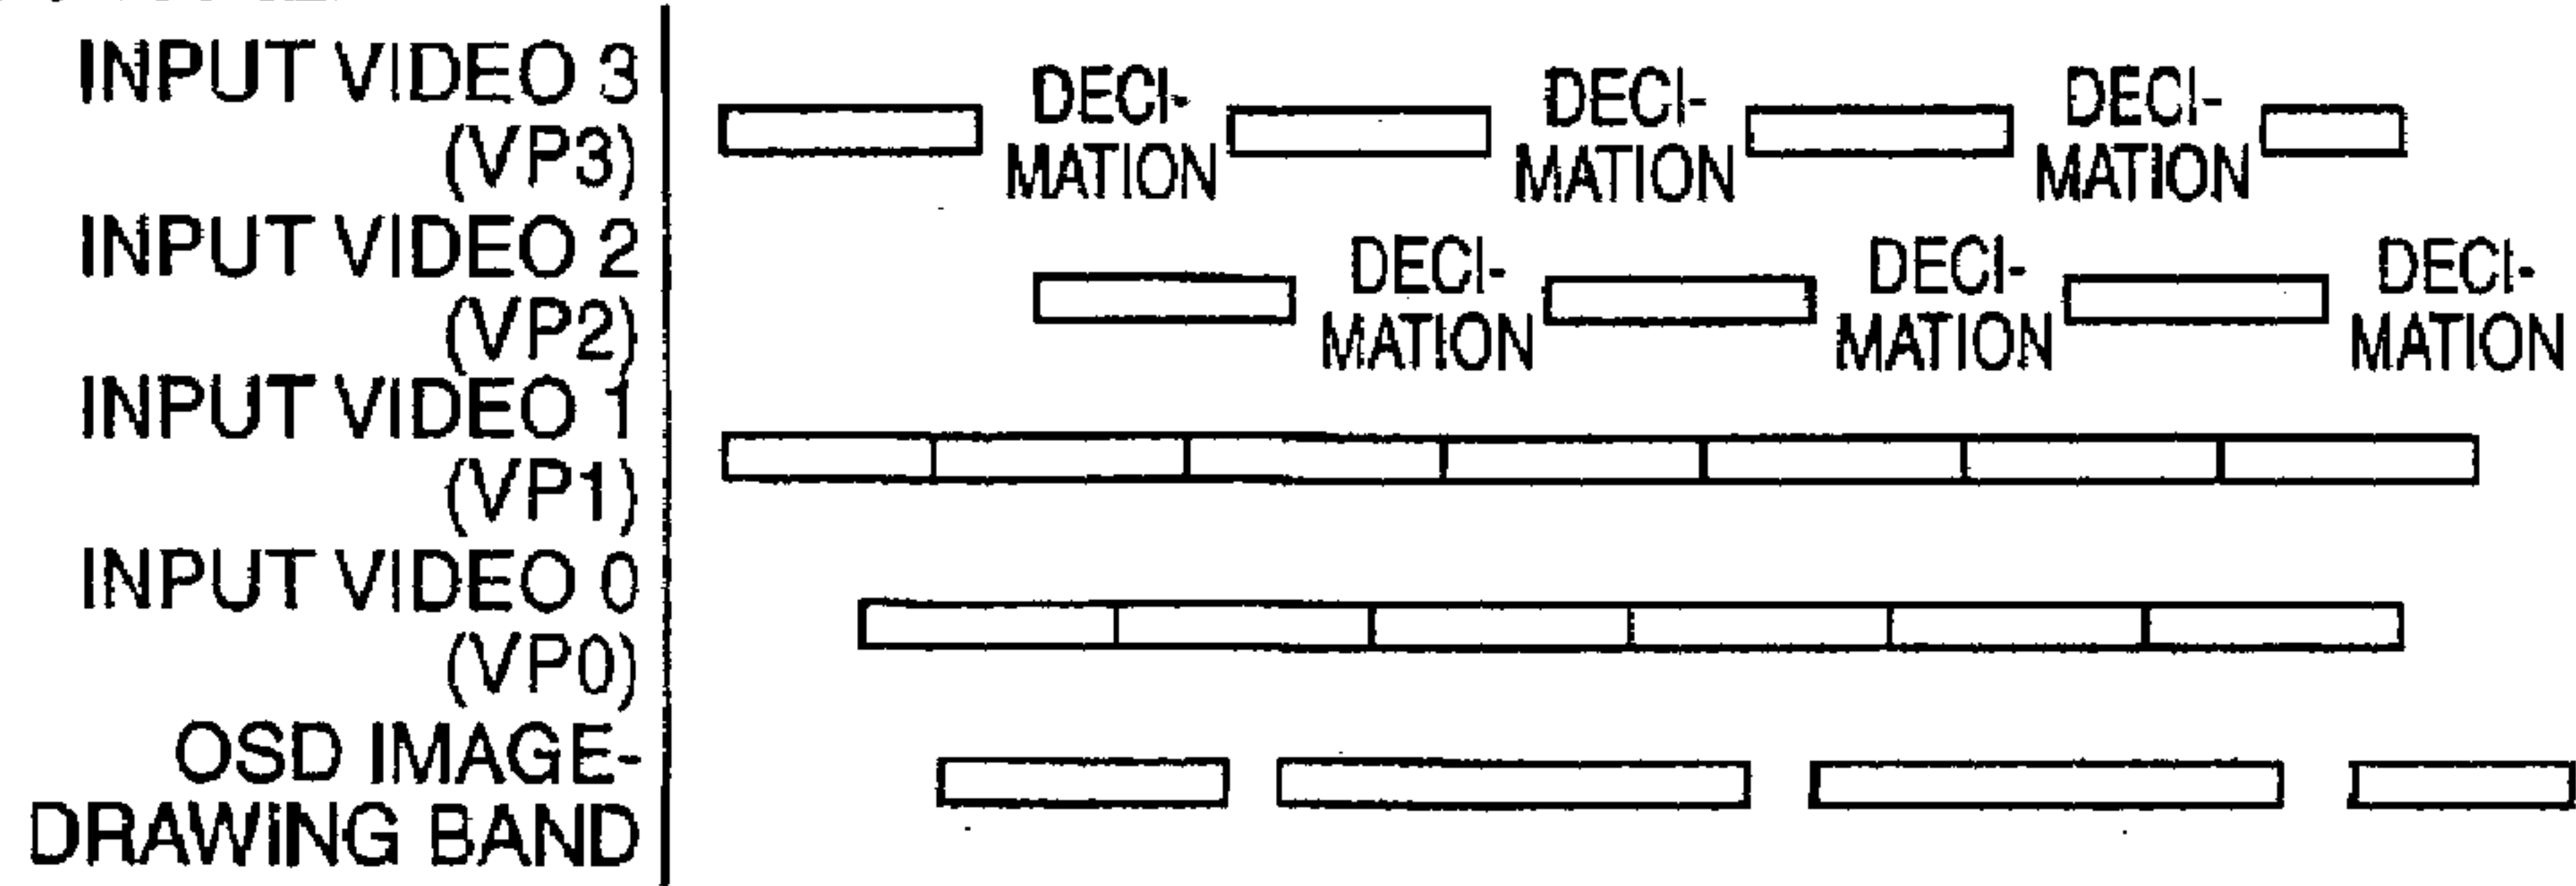 INPUT VIDEO 3
(VP3)
DECI-
MATION
DECI-
MATION
DECI-
MATION
INPUT VIDEO 2
(VP2)
DECI-
MATION
DECI-
MATION
DECI-
MATION
INPUT VIDEO 1
(VP1)
INPUT VIDEO 0
(VP0)
OSD IMAGE-
DRAWING BAND